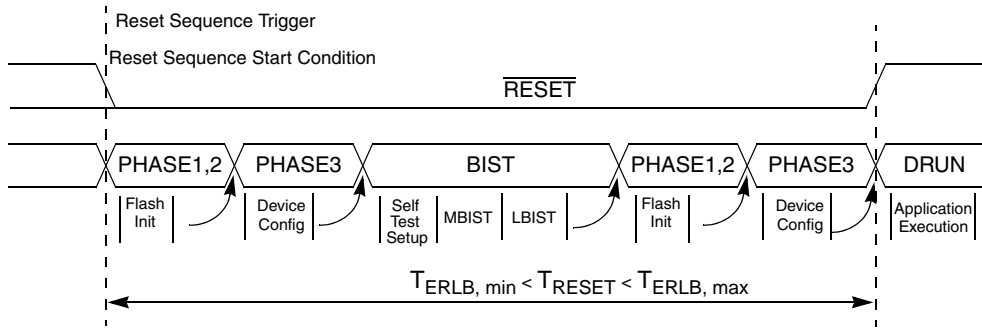 Reset Sequence Trigger
Reset Sequence Start Condition
RESET
PHASE1,2 PHASE3 BIST PHASE1,2 PHASE3 DRUN
Flash Init
Device Config
Self Test Setup
MBIST
LBIST
Flash Init
Device Config
Application Execution
TERLB, min < TRESET < TERLB, max